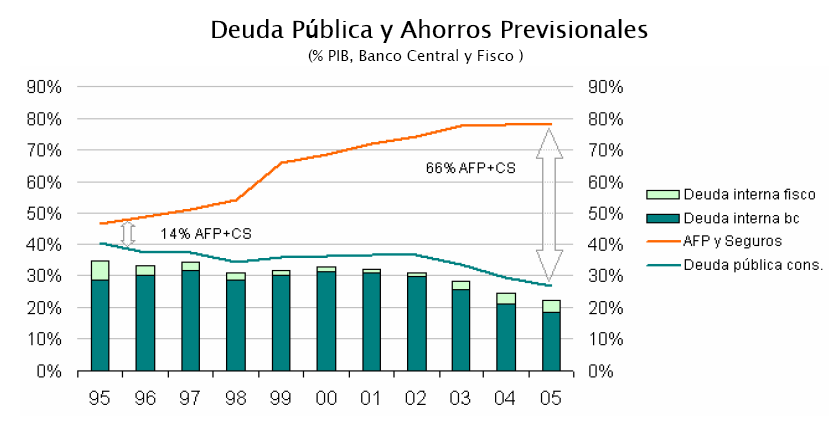 Deuda Pública y Ahorros Previsionales
(% PIB, Banco Central y Fisco )
90% 90%
80% 80%
70% 70%
66% AFP+CS
60% 60%
Deuda interna fisco
50% 50%
Deuda interna bc
14% AFP+CS
AFP y Seguros
40% 40%
Deuda pública cons.
30% 30%
20% 20%
10% 10%
0% 0%
95 96 97 98 99 00 01 02 03 04 05